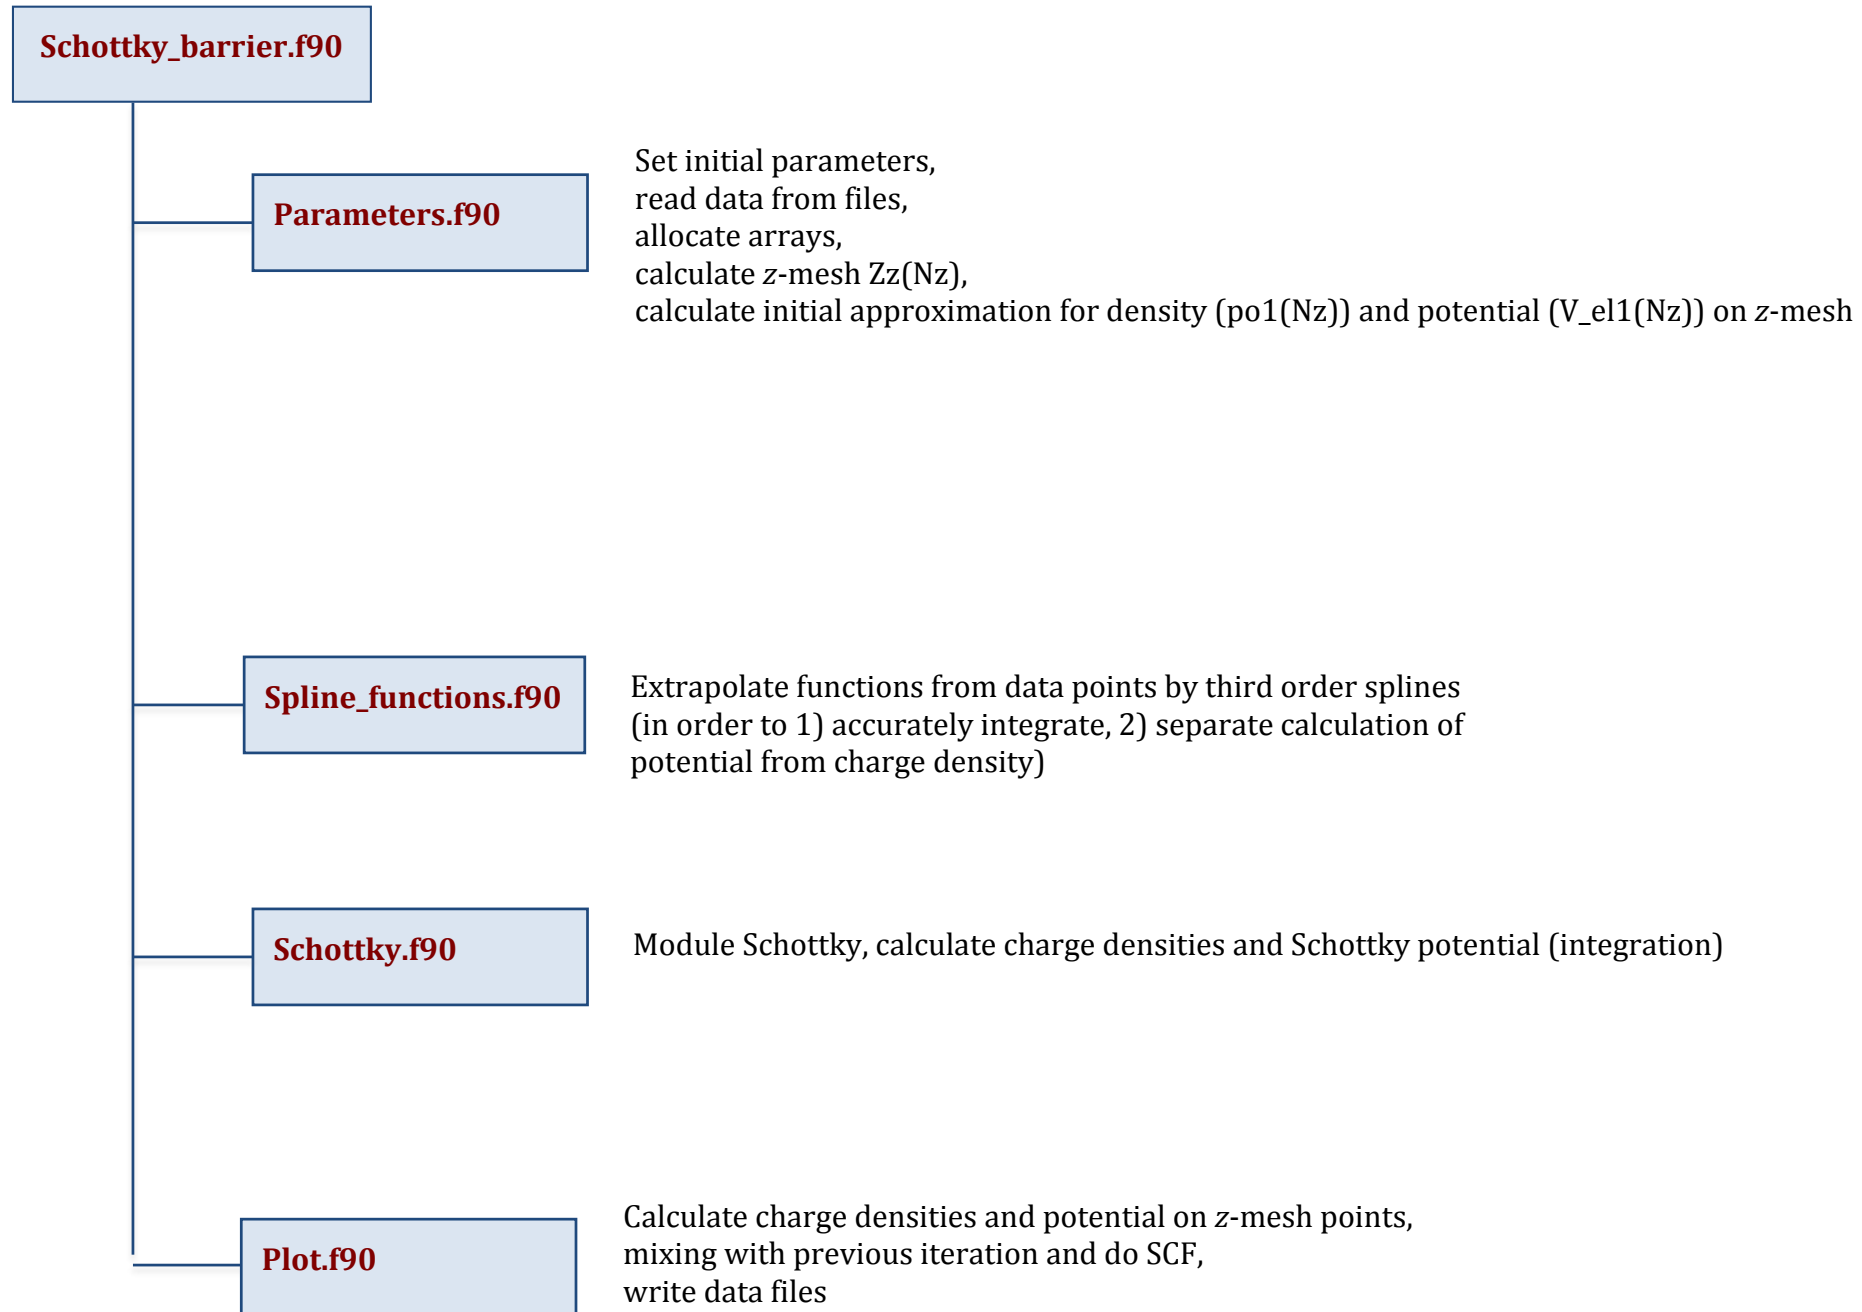 Schottky_barrier.f90
Parameters.f90
Set initial parameters,
read data from files,
allocate arrays,
calculate z-mesh Zz(Nz),
calculate initial approximation for density (po1(Nz)) and potential (V_el1(Nz)) on z-mesh
Spline_functions.f90
Extrapolate functions from data points by third order splines
(in order to 1) accurately integrate, 2) separate calculation of
potential from charge density)
Schottky.f90
Module Schottky, calculate charge densities and Schottky potential (integration)
Plot.f90
Calculate charge densities and potential on z-mesh points,
mixing with previous iteration and do SCF,
write data files